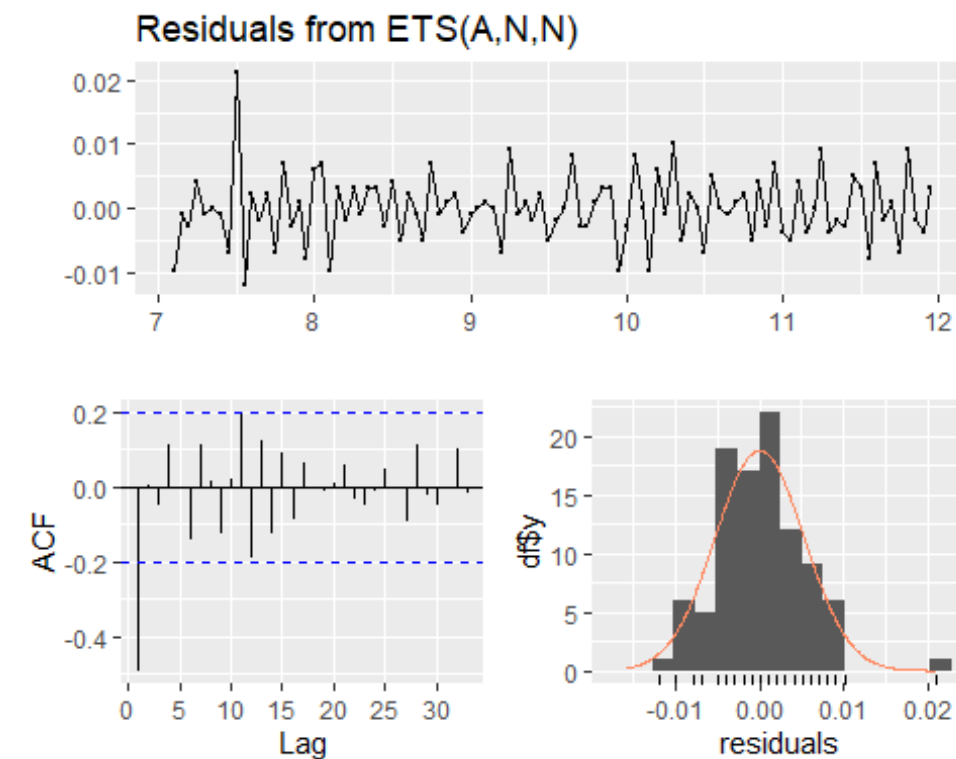 Residuals from ETS(A,N,N)
0.02
0.01
0.00
-0.01
7 8 9 10 11 12
0.2
0.0
-0.2
-0.4
ACF
0 5 10 15 20 25 30
Lag
20
15
10
5
0
df$y
-0.01 0.00 0.01 0.02
residuals